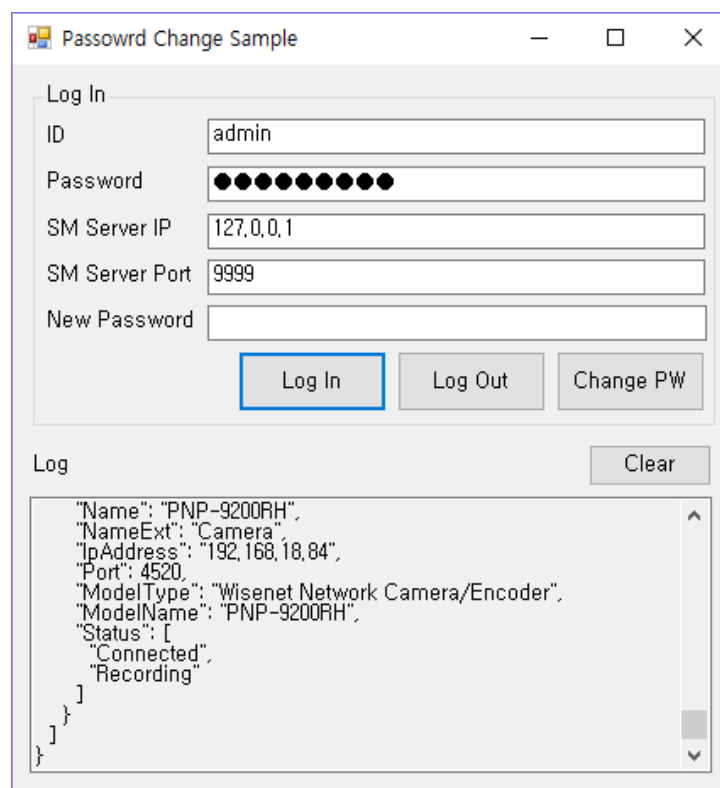 Passowrd Change Sample
Log In
ID admin
Password ●●●●●●●●●
SM Server IP 127,0,0,1
SM Server Port 9999
New Password
Log In Log Out Change PW
Log Clear
"Name": "PNP-9200RH",
"NameExt": "Camera",
"IpAddress": "192,168,18,84",
"Port": 4520,
"ModelType": "Wisenet Network Camera/Encoder",
"ModelName": "PNP-9200RH",
"Status": [
"Connected",
"Recording"
]
}
]
}